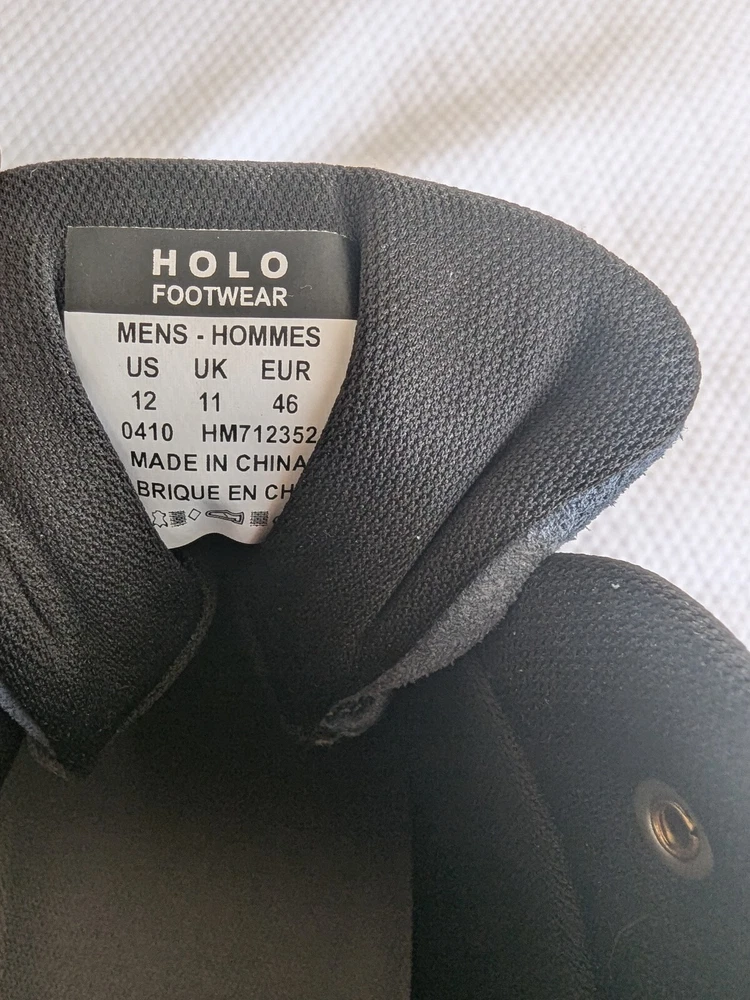 HOLO
FOOTWEAR
MENS - HOMMES
US UK EUR
12 11 46
0410 HM712352
MADE IN CHINA
BRIQUE EN CH